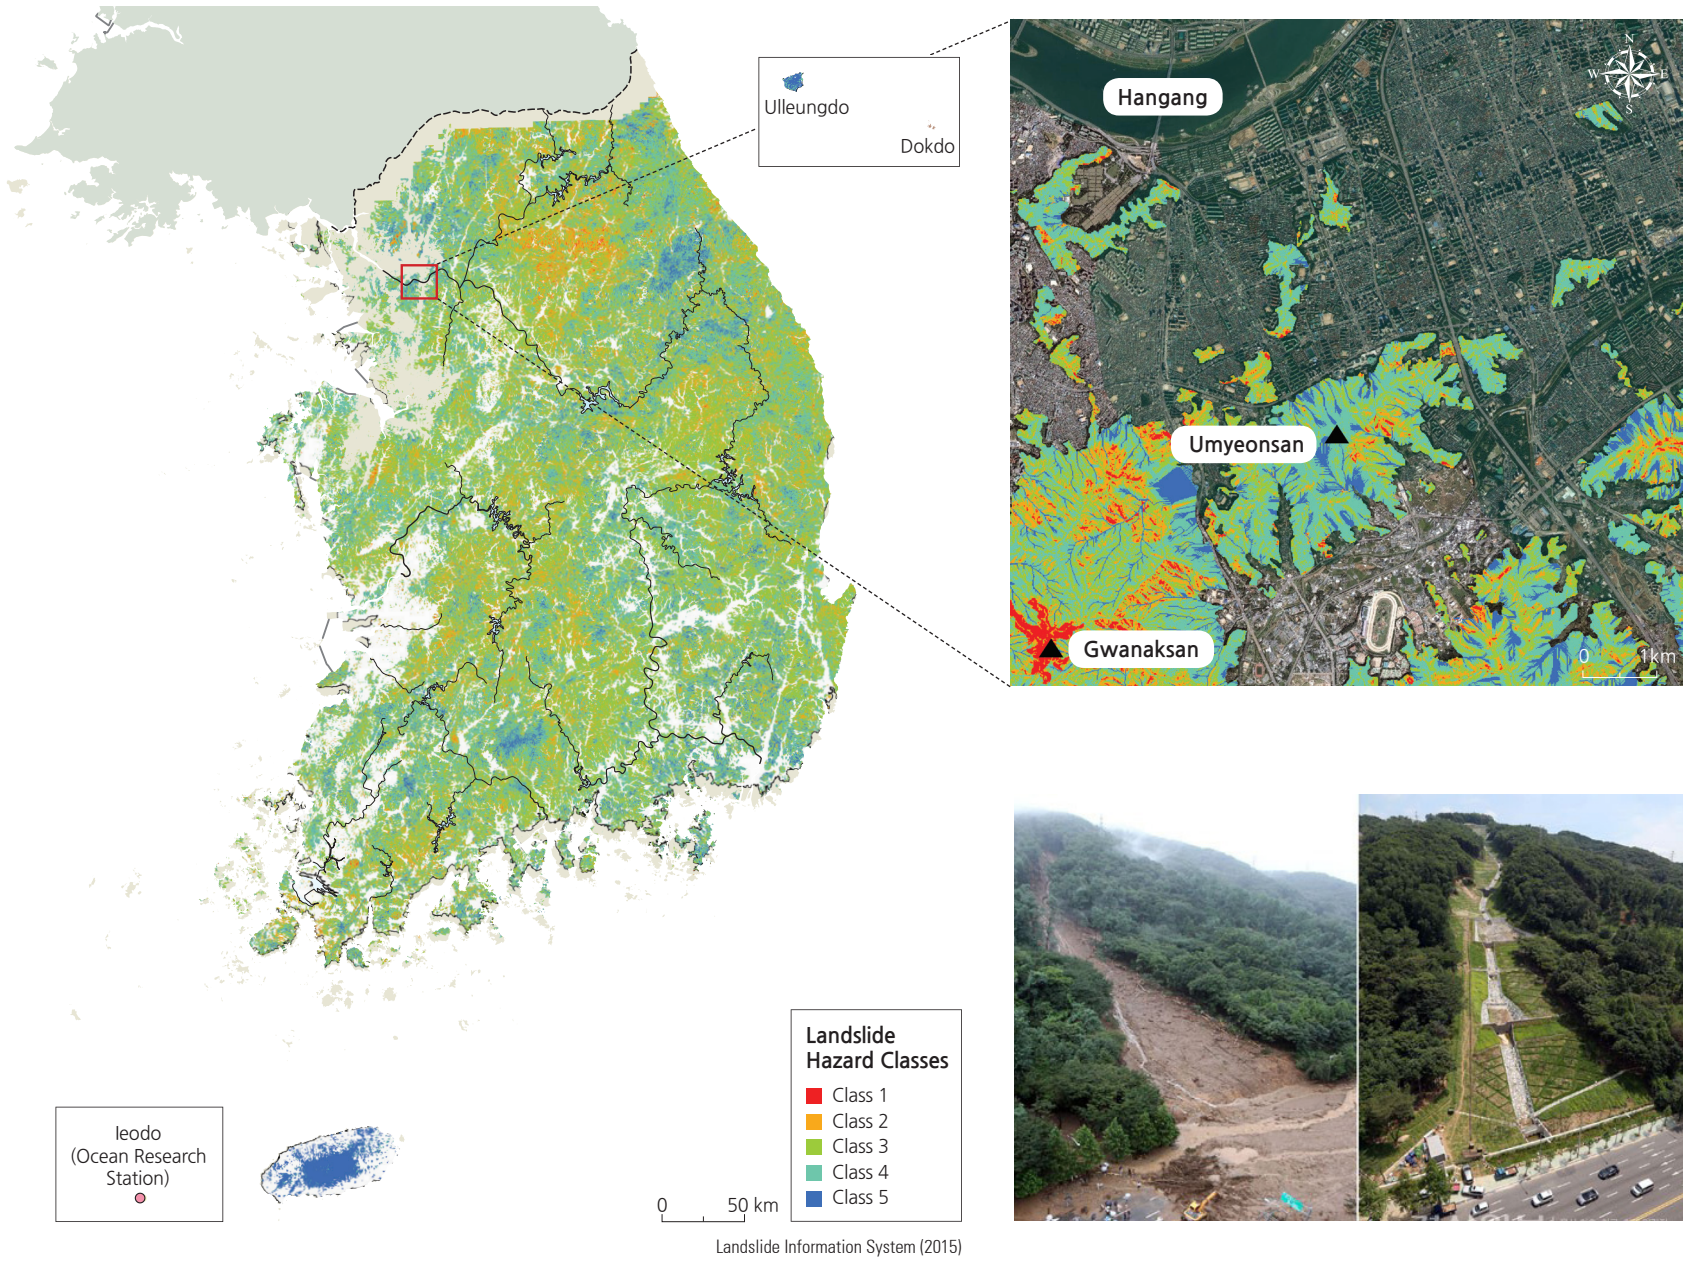 Ulleungdo
Dokdo
Hangang
N
W
E
S
Umyeonsan
Gwanaksan
0
1km
Landslide
Hazard Classes
Class 1
Class 2
Class 3
Class 4
Class 5
Ieodo
(Ocean Research
Station)
0
50 km
Landslide Information System (2015)